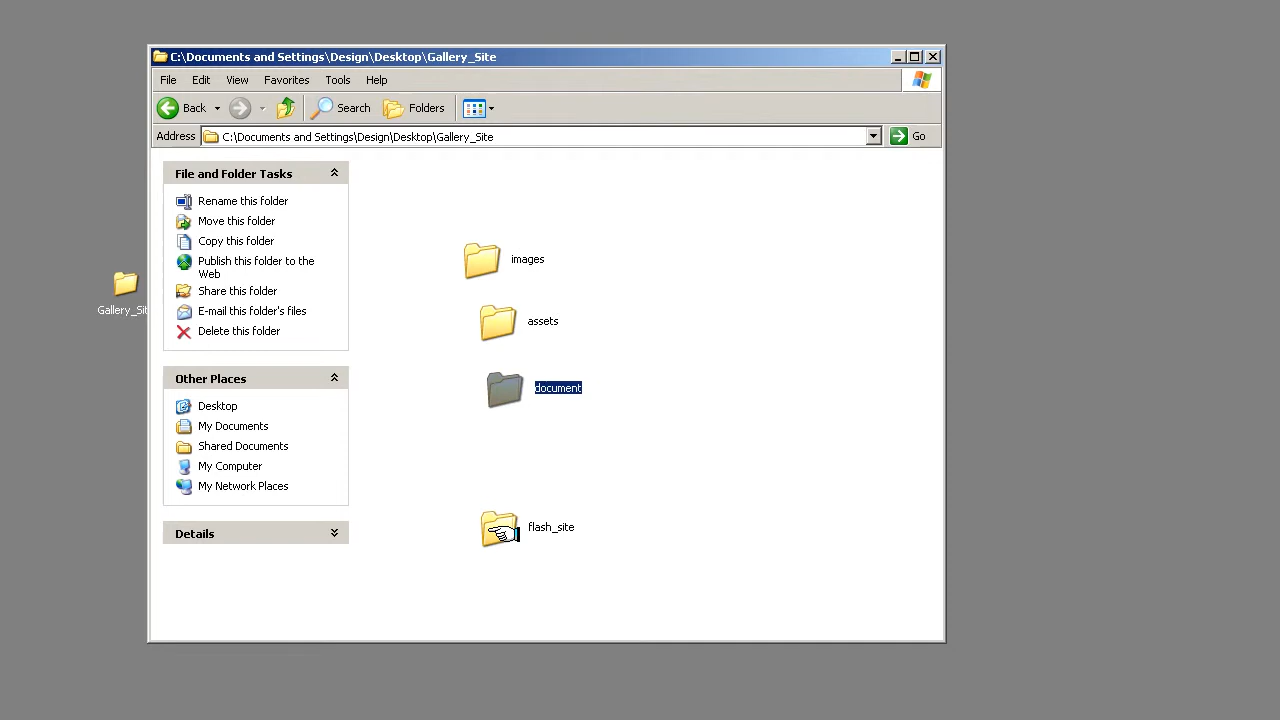 C:\Documents and Settings\Design\Desktop\Gallery_Site
File Edit View Favorites Tools Help
Back Search Folders
Address C:\Documents and Settings\Design\Desktop\Gallery_Site Go
File and Folder Tasks
Rename this folder
Move this folder
Copy this folder
Publish this folder to the
Web
Share this folder
E-mail this folder's files
Delete this folder
Other Places
Desktop
My Documents
Shared Documents
My Computer
My Network Places
Details
images
assets
document
flash_site
Gallery_Sit